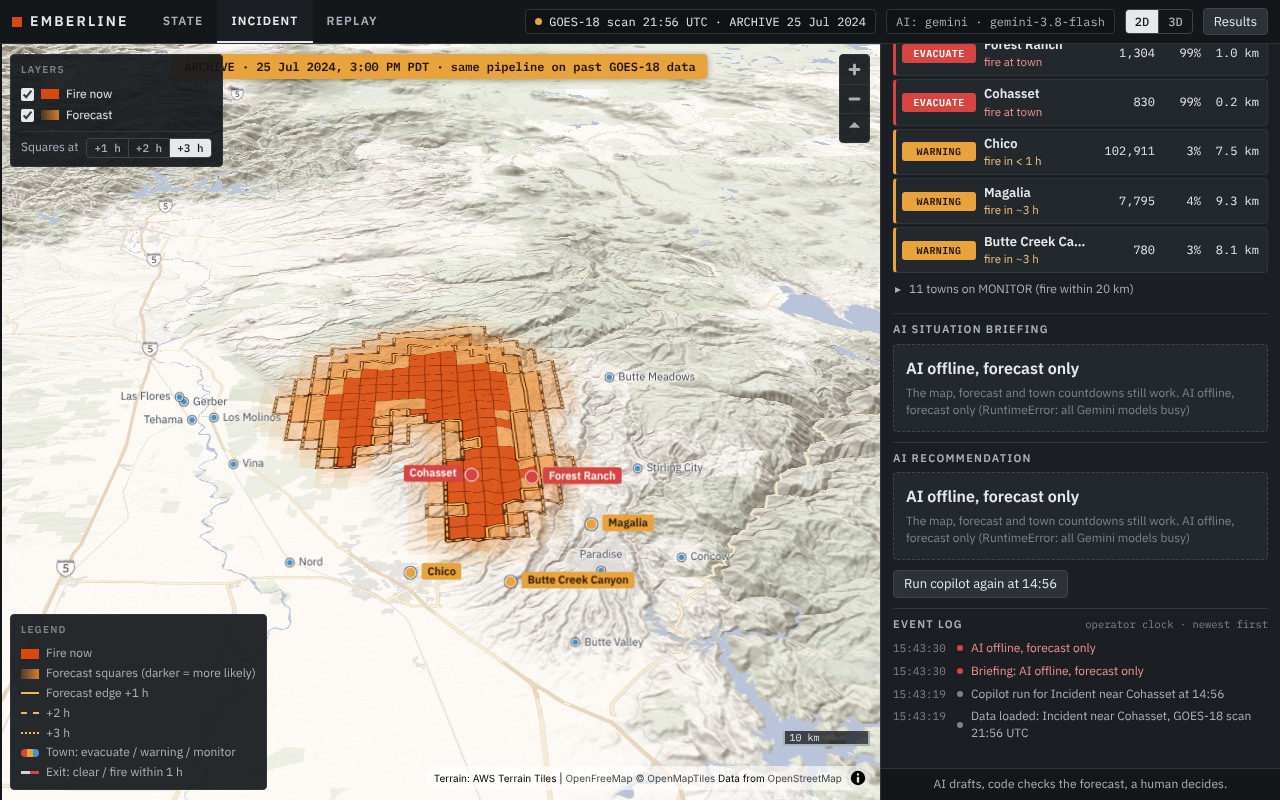 EMBERLINE
STATE
INCIDENT
REPLAY
GOES-18 scan 21:56 UTC · ARCHIVE 25 Jul 2024
AI: gemini · gemini-3.8-flash
2D
3D
Results
ARCHIVE · 25 Jul 2024, 3:00 PM PDT · same pipeline on past GOES-18 data
LAYERS
Fire now
Forecast
Squares at
+1 h
+2 h
+3 h
5
5
5
5
5
Butte Meadows
Las Flores
Gerber
Tehama
Los Molinos
Vina
Cohasset
Forest Ranch
Stirling City
Magalia
Paradise
Concow
Nord
Chico
Butte Creek Canyon
Butte Valley
LEGEND
Fire now
Forecast squares (darker = more likely)
Forecast edge +1 h
+2 h
+3 h
Town: evacuate / warning / monitor
Exit: clear / fire within 1 h
10 km
Terrain: AWS Terrain Tiles | OpenFreeMap © OpenMapTiles Data from OpenStreetMap
EVACUATE
Forest Ranch
fire at town
1,304
99%
1.0 km
EVACUATE
Cohasset
fire at town
830
99%
0.2 km
WARNING
Chico
fire in < 1 h
102,911
3%
7.5 km
WARNING
Magalia
fire in ~3 h
7,795
4%
9.3 km
WARNING
Butte Creek Ca...
fire in ~3 h
780
3%
8.1 km
11 towns on MONITOR (fire within 20 km)
AI SITUATION BRIEFING
AI offline, forecast only
The map, forecast and town countdowns still work. AI offline,
forecast only (RuntimeError: all Gemini models busy)
AI RECOMMENDATION
AI offline, forecast only
The map, forecast and town countdowns still work. AI offline,
forecast only (RuntimeError: all Gemini models busy)
Run copilot again at 14:56
EVENT LOG
operator clock · newest first
15:43:30 AI offline, forecast only
15:43:30 Briefing: AI offline, forecast only
15:43:19 Copilot run for Incident near Cohasset at 14:56
15:43:19 Data loaded: Incident near Cohasset, GOES-18 scan
21:56 UTC
AI drafts, code checks the forecast, a human decides.